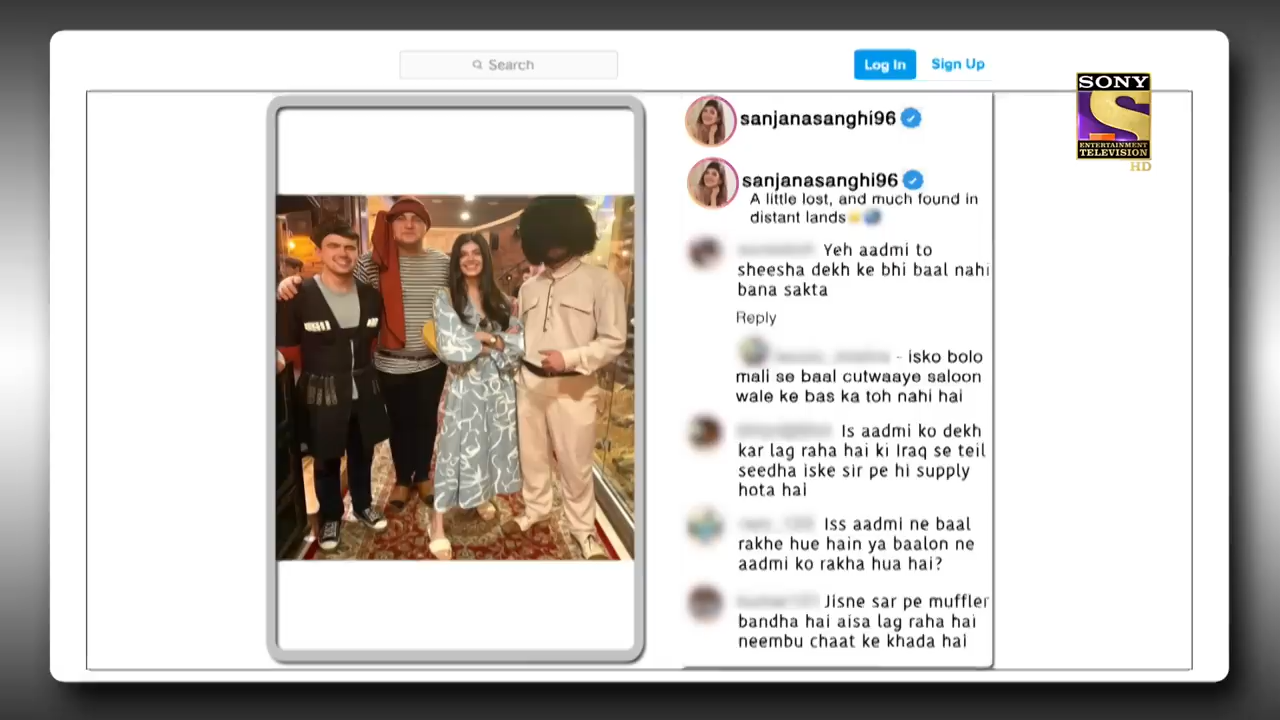 Search
Log In
Sign Up
SONY
ENTERTAINMENT
TELEVISION
HD
sanjanasanghi96
sanjanasanghi96
A little lost, and much found in
distant lands
Yeh aadmi to
sheesha dekh ke bhi baal nahi
bana sakta
Reply
- isko bolo
mali se baal cutwaaye saloon
wale ke bas ka toh nahi hai
Is aadmi ko dekh
kar lag raha hai ki Iraq se teil
seedha iske sir pe hi supply
hota hai
Iss aadmi ne baal
rakhe hue hain ya baalon ne
aadmi ko rakha hua hai?
Jisne sar pe muffler
bandha hai aisa lag raha hai
neembu chaat ke khada hai